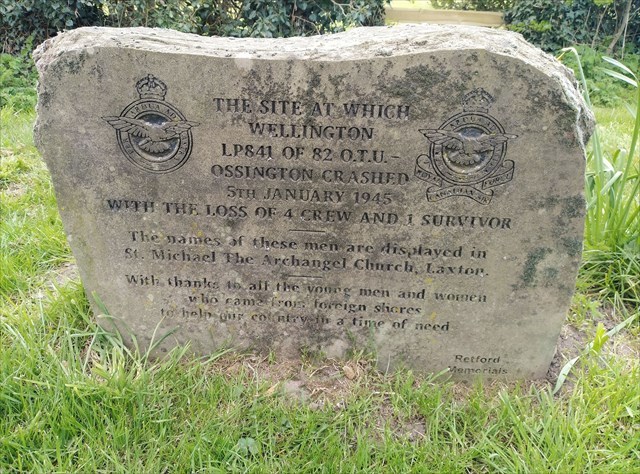 THE SITE AT WHICH
WELLINGTON
LP841 OF 82 O.T.U.-
OSSINGTON CRASHED
5TH JANUARY 1945
WITH THE LOSS OF 4 CREW AND 1 SURVIVOR
The names of these men are displayed in
St. Michael The Archangel Church, Laxton.
With thanks to all the young men and women
who came from foreign shores
to help our country in a time of need
Retford
Memorials